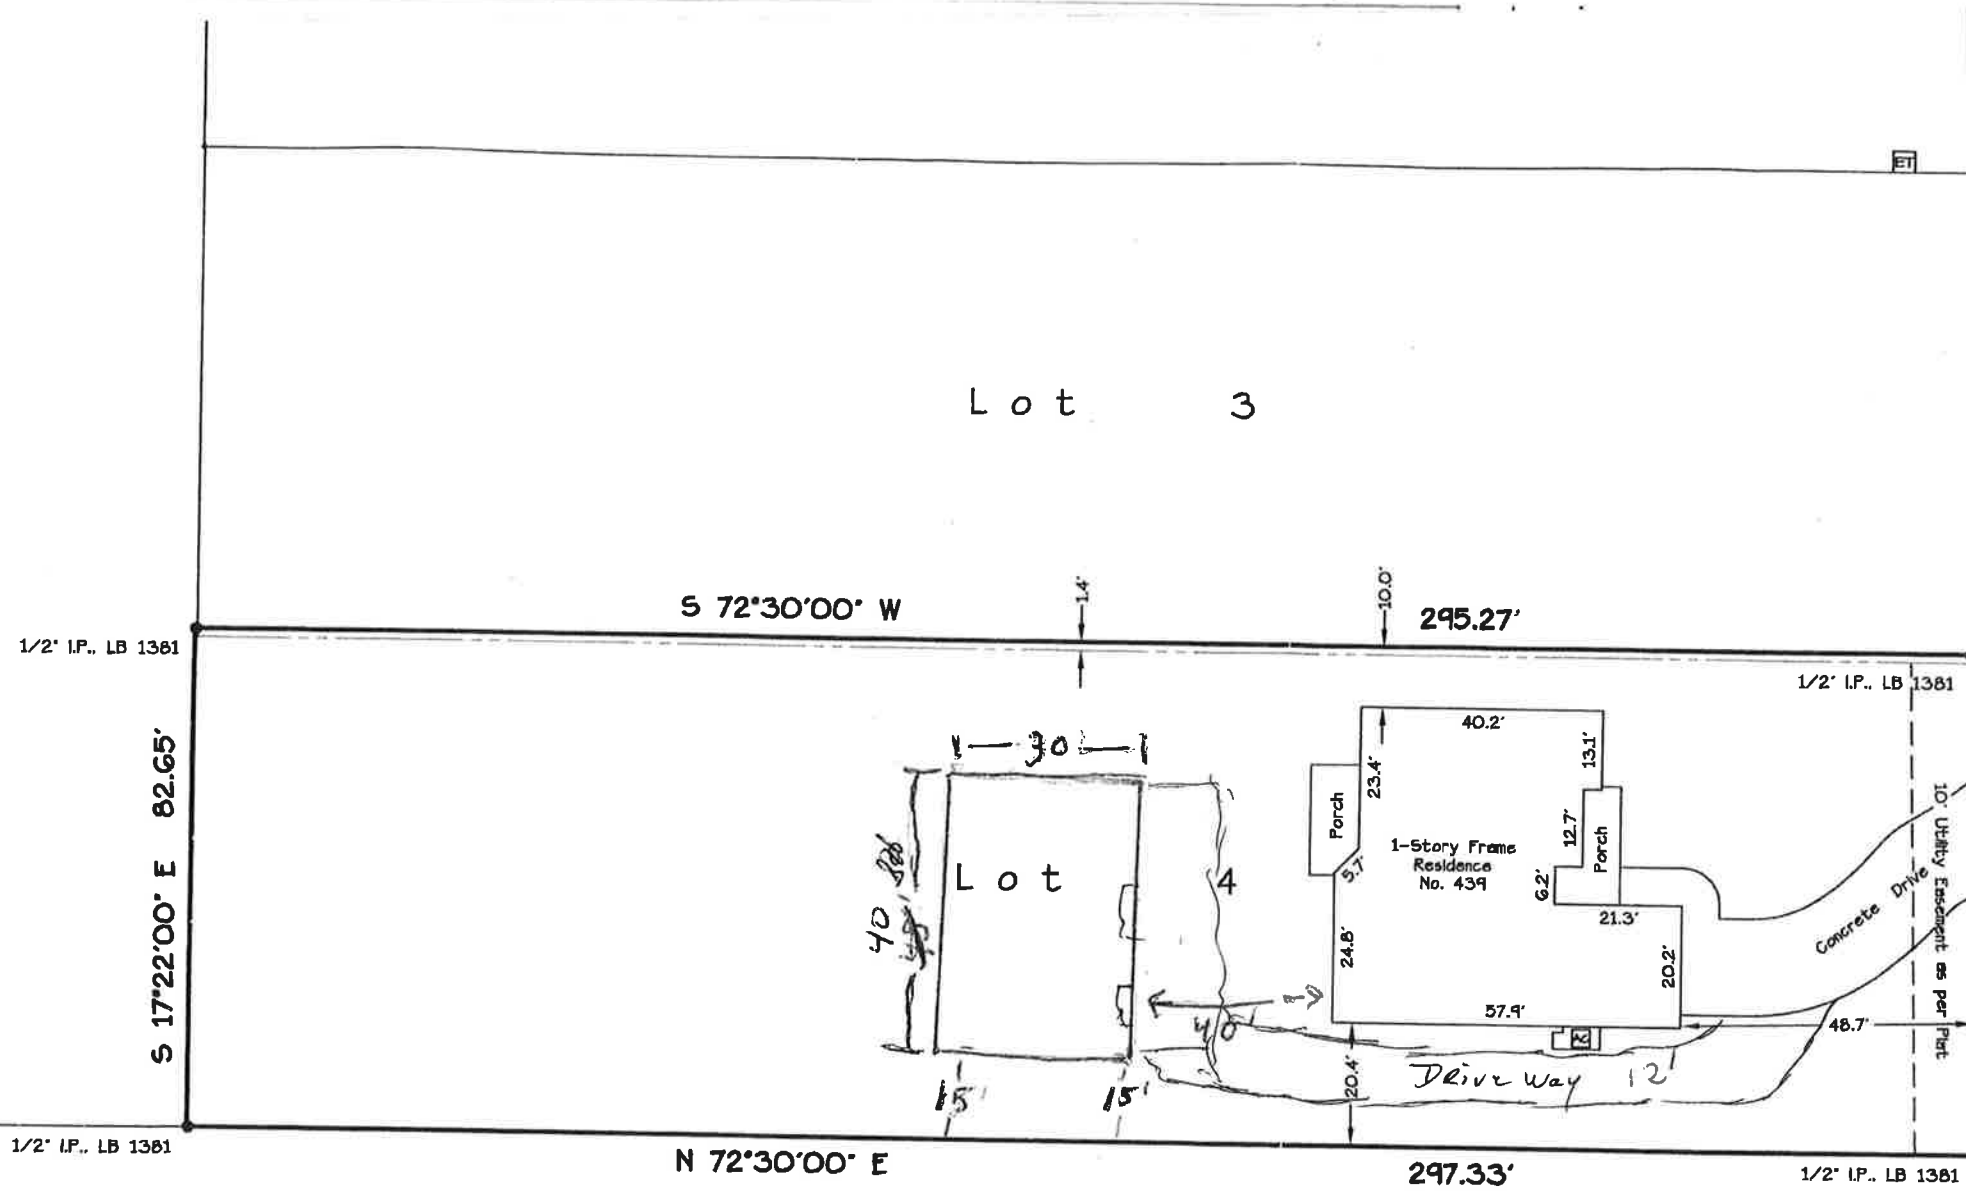 ET
Lot 3
S 72°30'00" W
1.4'
10.0'
295.27'
1/2" I.P., LB 1381
1/2" I.P., LB 1381
S 17°22'00" E 82.65'
30
40
Lot 4
15'
15'
40'
40.2'
13.1'
23.4'
Porch
5.7'
12.7'
Porch
1-Story Frame
Residence
No. 439
6.2'
21.3'
24.8'
20.2'
57.9'
Concrete Drive
10' Utility Easement as per Plat
48.7'
20.4'
Drive Way 12'
1/2" I.P., LB 1381
N 72°30'00" E
297.33'
1/2" I.P., LB 1381